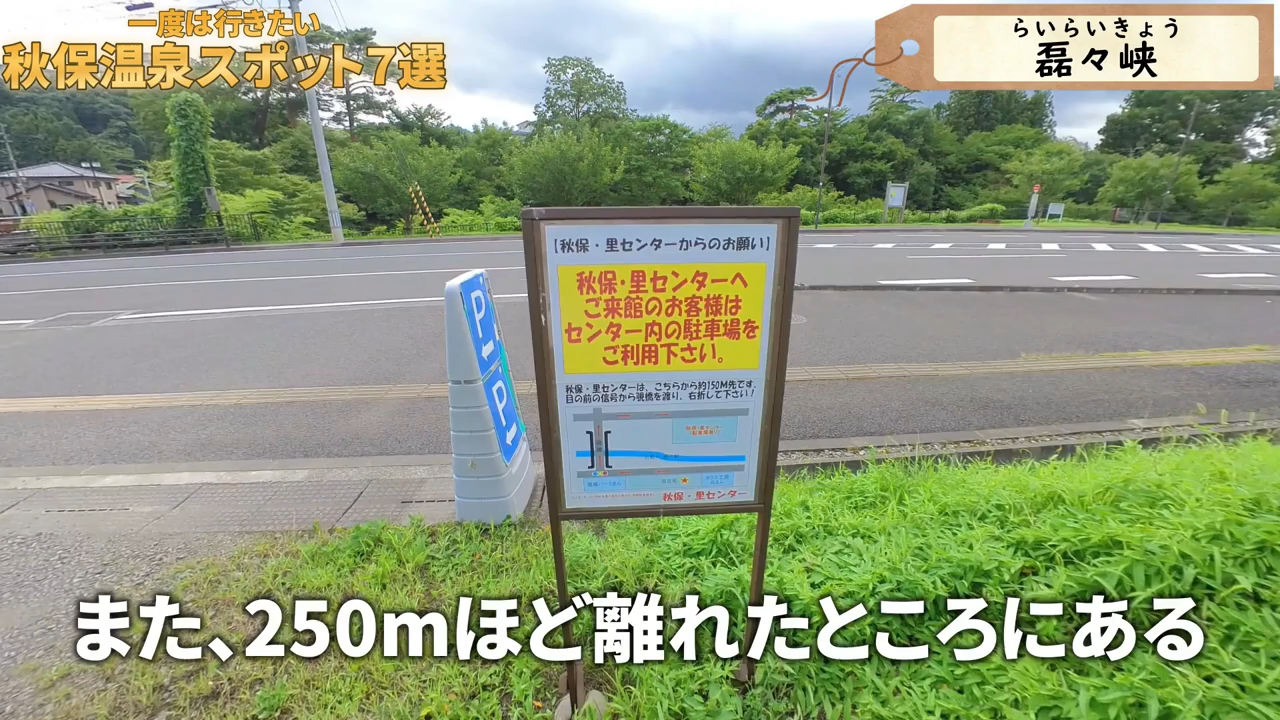 一度は行きたい
秋保温泉スポット7選
らいらいきょう
磊々峡
P
P
【秋保・里センターからのお願い】
秋保・里センターへ
ご来館のお客様は
センター内の駐車場を
ご利用下さい。
秋保・里センターは、こちらから約150M先です。
目の前の信号から覗橋を渡り、右折して下さい！
秋保・里センター
また、250mほど離れたところにある